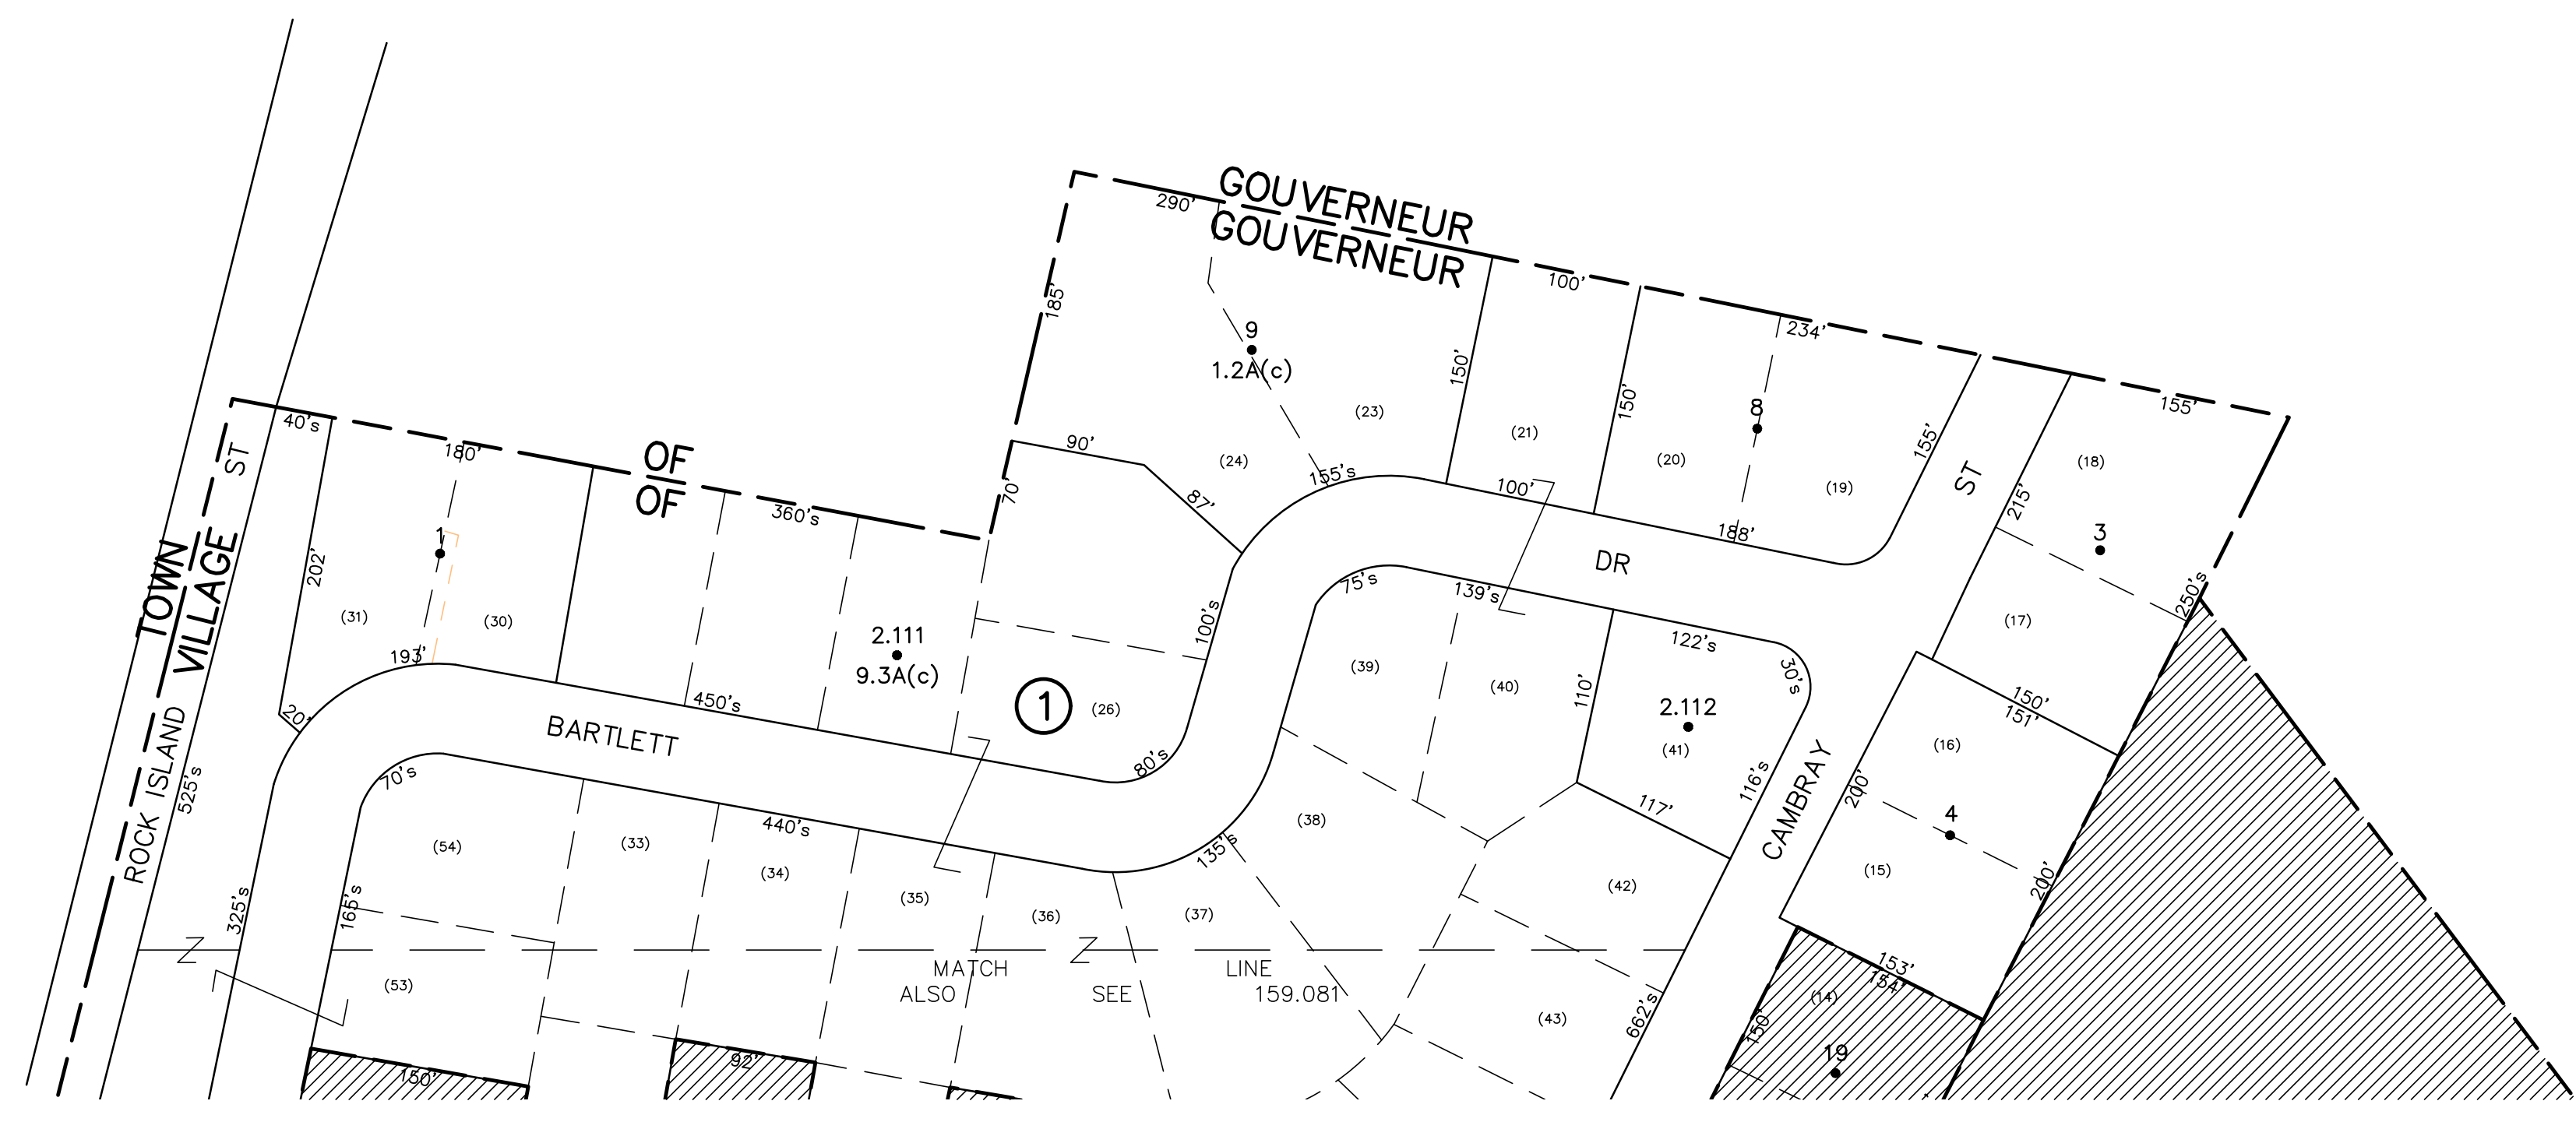 GOUVERNEUR
GOUVERNEUR
290'
100'
234'
155'
185'
9
1.2A(c)
(23)
(24)
150'
(21)
150'
(20)
8
(19)
155'
ST
(18)
215'
3
(17)
250's
40's
180'
OF
OF
360's
70'
90'
87'
155's
100'
188'
DR
ST
TOWN
VILLAGE
202'
1
(31)
(30)
193'
20'
2.111
9.3A(c)
450's
BARTLETT
1
(26)
100's
80's
75's
139's
(39)
(40)
122's
30's
110'
2.112
(41)
116's
117'
CAMBRAY
150'
151'
(16)
200'
4
(15)
200'
153'
154'
(14)
150'
19
ROCK ISLAND
525's
325's
70's
165's
(54)
(33)
440's
(34)
(35)
(36)
135's
(37)
(38)
(42)
(43)
662's
(53)
MATCH LINE
ALSO SEE 159.081
150'
92'